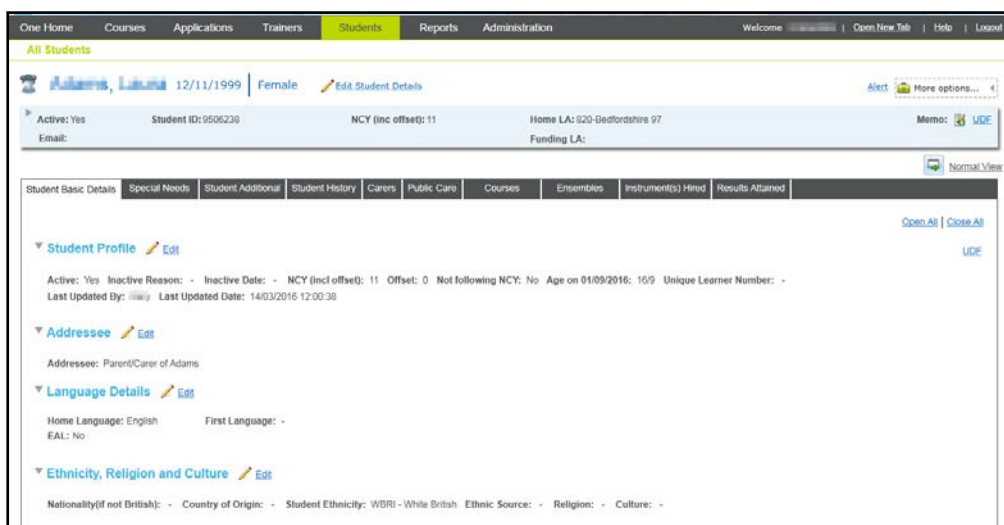 One Home Courses Applications Trainers Students Reports Administration Welcome | Open New Tab | Help | Logout
All Students
12/11/1999 Female Edit Student Details Alert More options...
Active: Yes Student ID: 9506238 NCY (inc offset): 11 Home LA: 820-Bedfordshire 97 Memo: UDF
Email: Funding LA:
Normal View
Student Basic Details Special Needs Student Additional Student History Carers Public Care Courses Ensembles Instrument(s) Hired Results Attained
Open All | Close All
Student Profile Edit UDF
Active: Yes Inactive Reason: - Inactive Date: - NCY (incl offset): 11 Offset: 0 Not following NCY: No Age on 01/09/2016: 16/9 Unique Learner Number: -
Last Updated By: Last Updated Date: 14/03/2016 12:00:38
Addressee Edit
Addressee: Parent/Carer of Adams
Language Details Edit
Home Language: English First Language: -
EAL: No
Ethnicity, Religion and Culture Edit
Nationality(if not British): - Country of Origin: - Student Ethnicity: WBRI - White British Ethnic Source: - Religion: - Culture: -